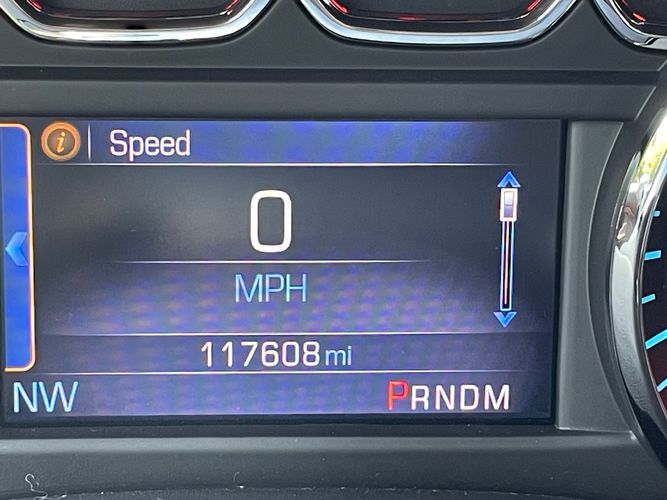 i Speed
0
MPH
117608 mi
NW PRNDM